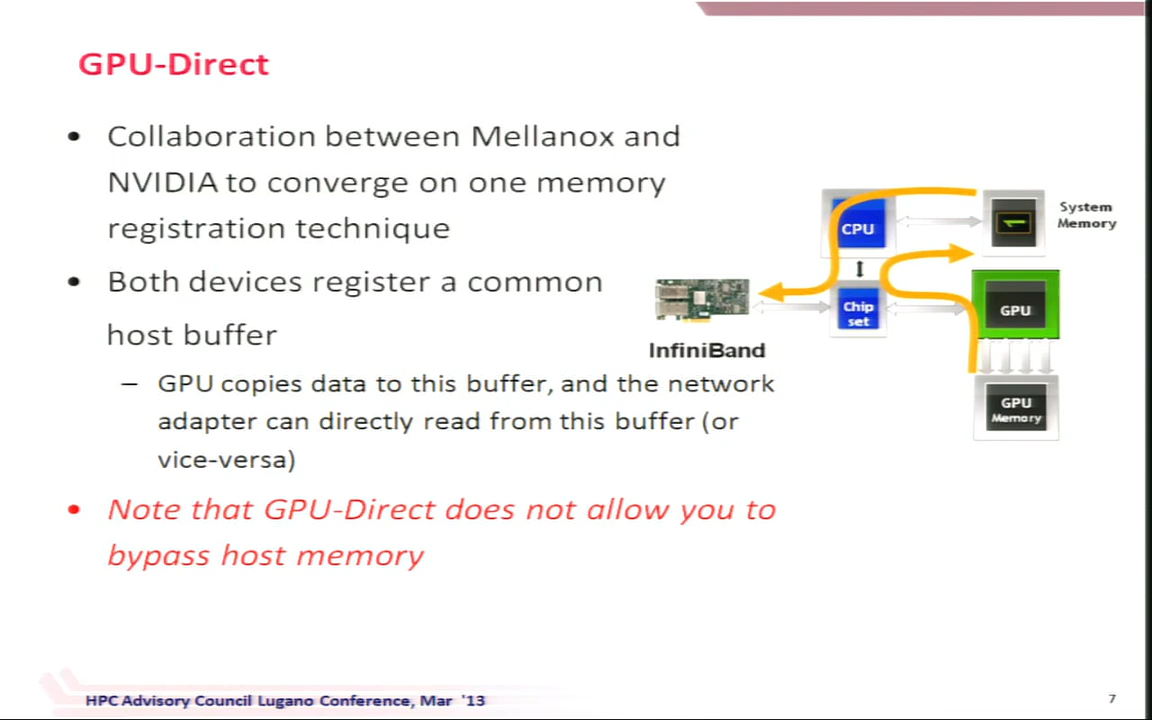 GPU-Direct
• Collaboration between Mellanox and
NVIDIA to converge on one memory
registration technique
• Both devices register a common
host buffer
– GPU copies data to this buffer, and the network
adapter can directly read from this buffer (or
vice-versa)
• Note that GPU-Direct does not allow you to
bypass host memory
CPU
1
System
Memory
Chip
set
GPU
InfiniBand
GPU
Memory
HPC Advisory Council Lugano Conference, Mar '13
7